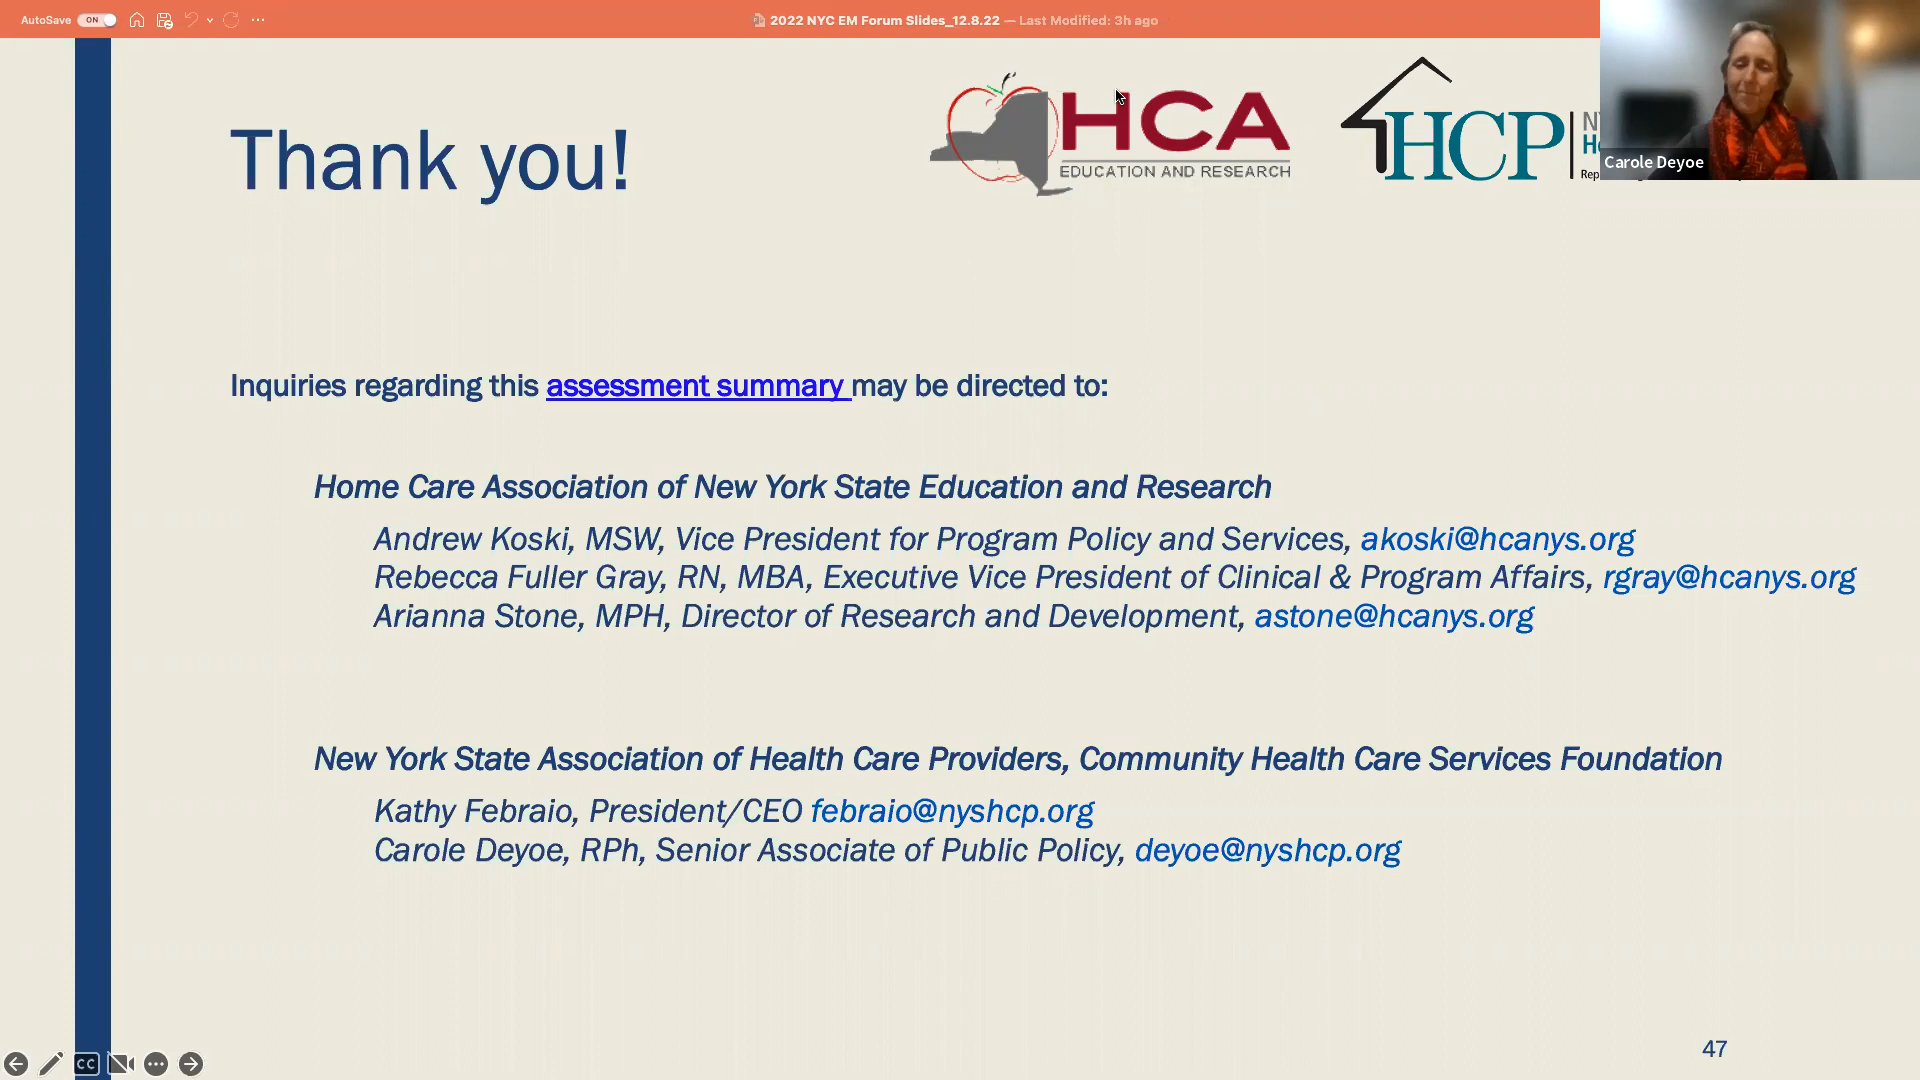 AutoSave ON
2022 NYC EM Forum Slides_12.8.22 — Last Modified: 3h ago
Thank you!
HCA
EDUCATION AND RESEARCH
HCP
Carole Deyoe
Inquiries regarding this assessment summary may be directed to:
Home Care Association of New York State Education and Research
Andrew Koski, MSW, Vice President for Program Policy and Services, akoski@hcanys.org
Rebecca Fuller Gray, RN, MBA, Executive Vice President of Clinical & Program Affairs, rgray@hcanys.org
Arianna Stone, MPH, Director of Research and Development, astone@hcanys.org
New York State Association of Health Care Providers, Community Health Care Services Foundation
Kathy Febraio, President/CEO febraio@nyshcp.org
Carole Deyoe, RPh, Senior Associate of Public Policy, deyoe@nyshcp.org
CC
47